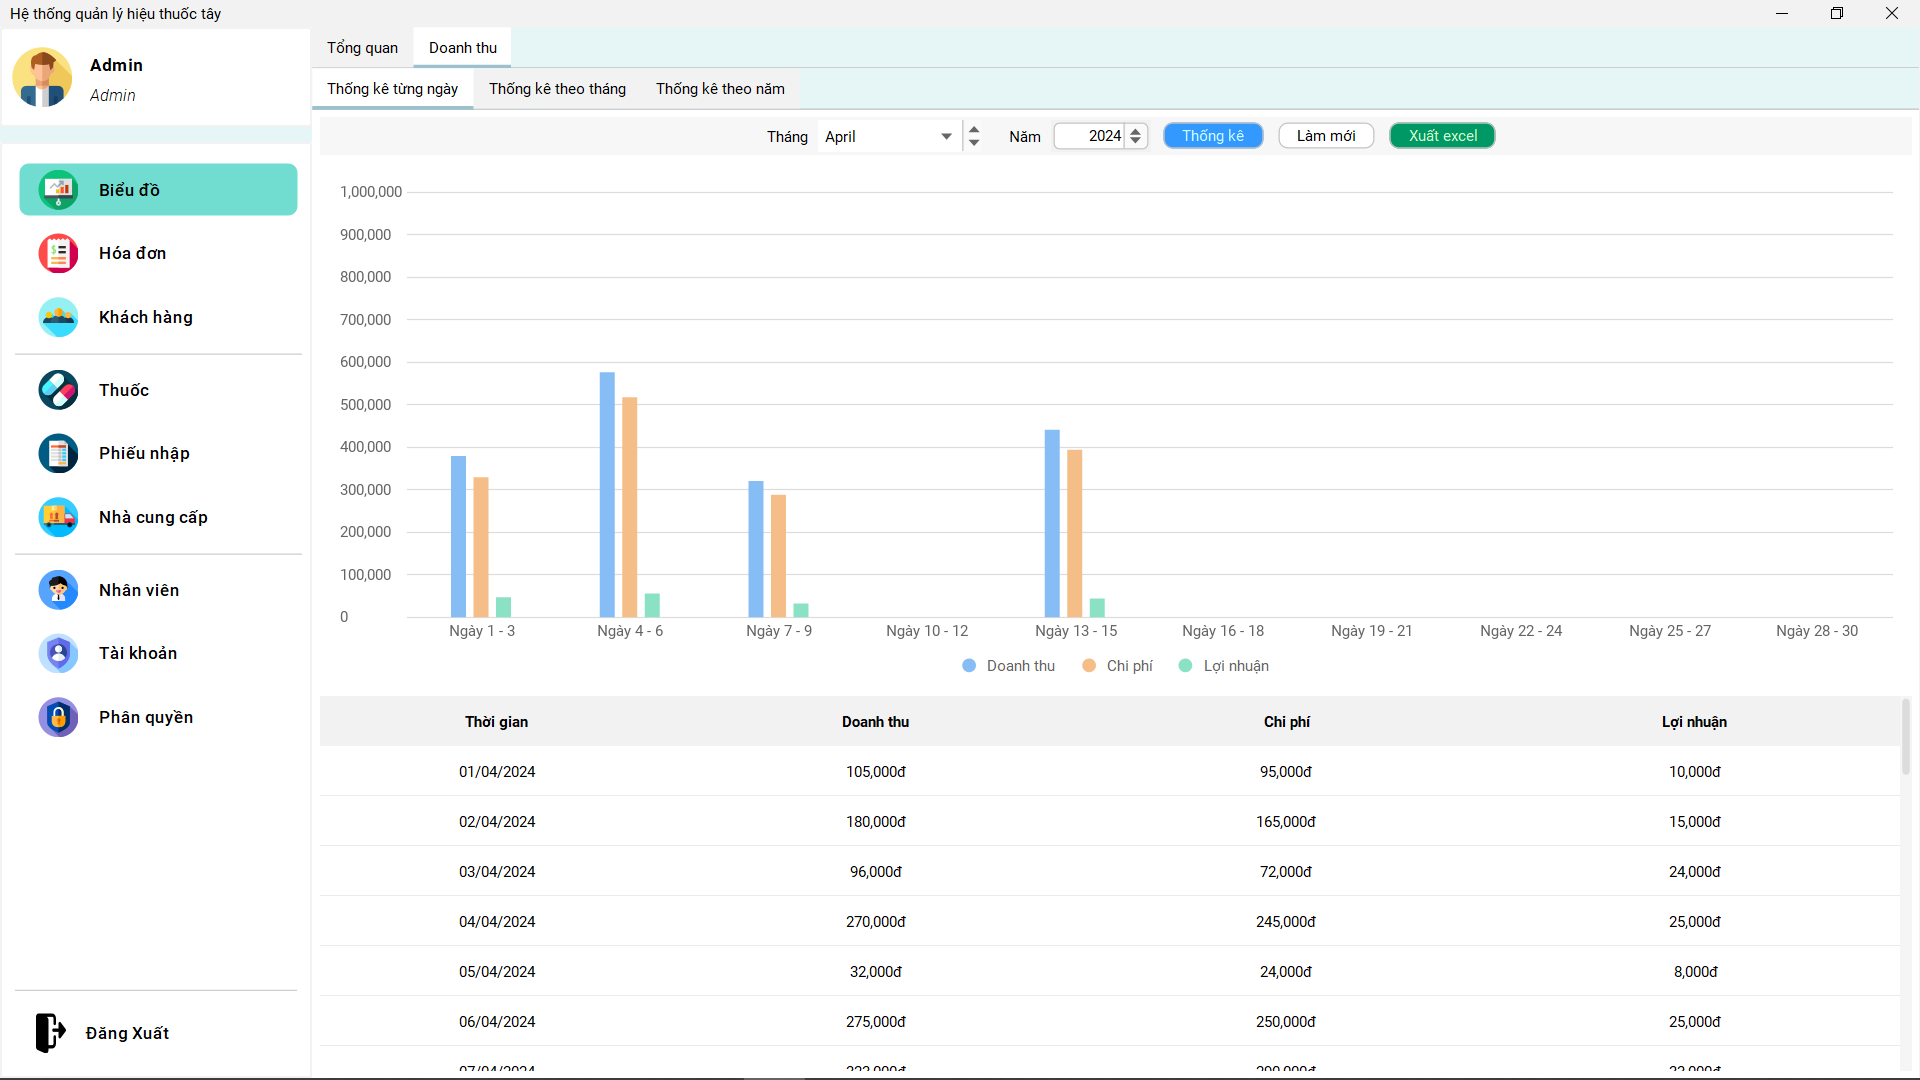 Hệ thống quản lý hiệu thuốc tây
Admin
Admin
Biểu đồ
Hóa đơn
Khách hàng
Thuốc
Phiếu nhập
Nhà cung cấp
Nhân viên
Tài khoản
Phân quyền
Đăng Xuất
Tổng quan Doanh thu
Thống kê từng ngày Thống kê theo tháng Thống kê theo năm
Tháng April Năm 2024 Thống kê Làm mới Xuất excel
1,000,000
900,000
800,000
700,000
600,000
500,000
400,000
300,000
200,000
100,000
0
Ngày 1 - 3 Ngày 4 - 6 Ngày 7 - 9 Ngày 10 - 12 Ngày 13 - 15 Ngày 16 - 18 Ngày 19 - 21 Ngày 22 - 24 Ngày 25 - 27 Ngày 28 - 30
Doanh thu Chi phí Lợi nhuận
Thời gian Doanh thu Chi phí Lợi nhuận
01/04/2024 105,000đ 95,000đ 10,000đ
02/04/2024 180,000đ 165,000đ 15,000đ
03/04/2024 96,000đ 72,000đ 24,000đ
04/04/2024 270,000đ 245,000đ 25,000đ
05/04/2024 32,000đ 24,000đ 8,000đ
06/04/2024 275,000đ 250,000đ 25,000đ
07/04/2024